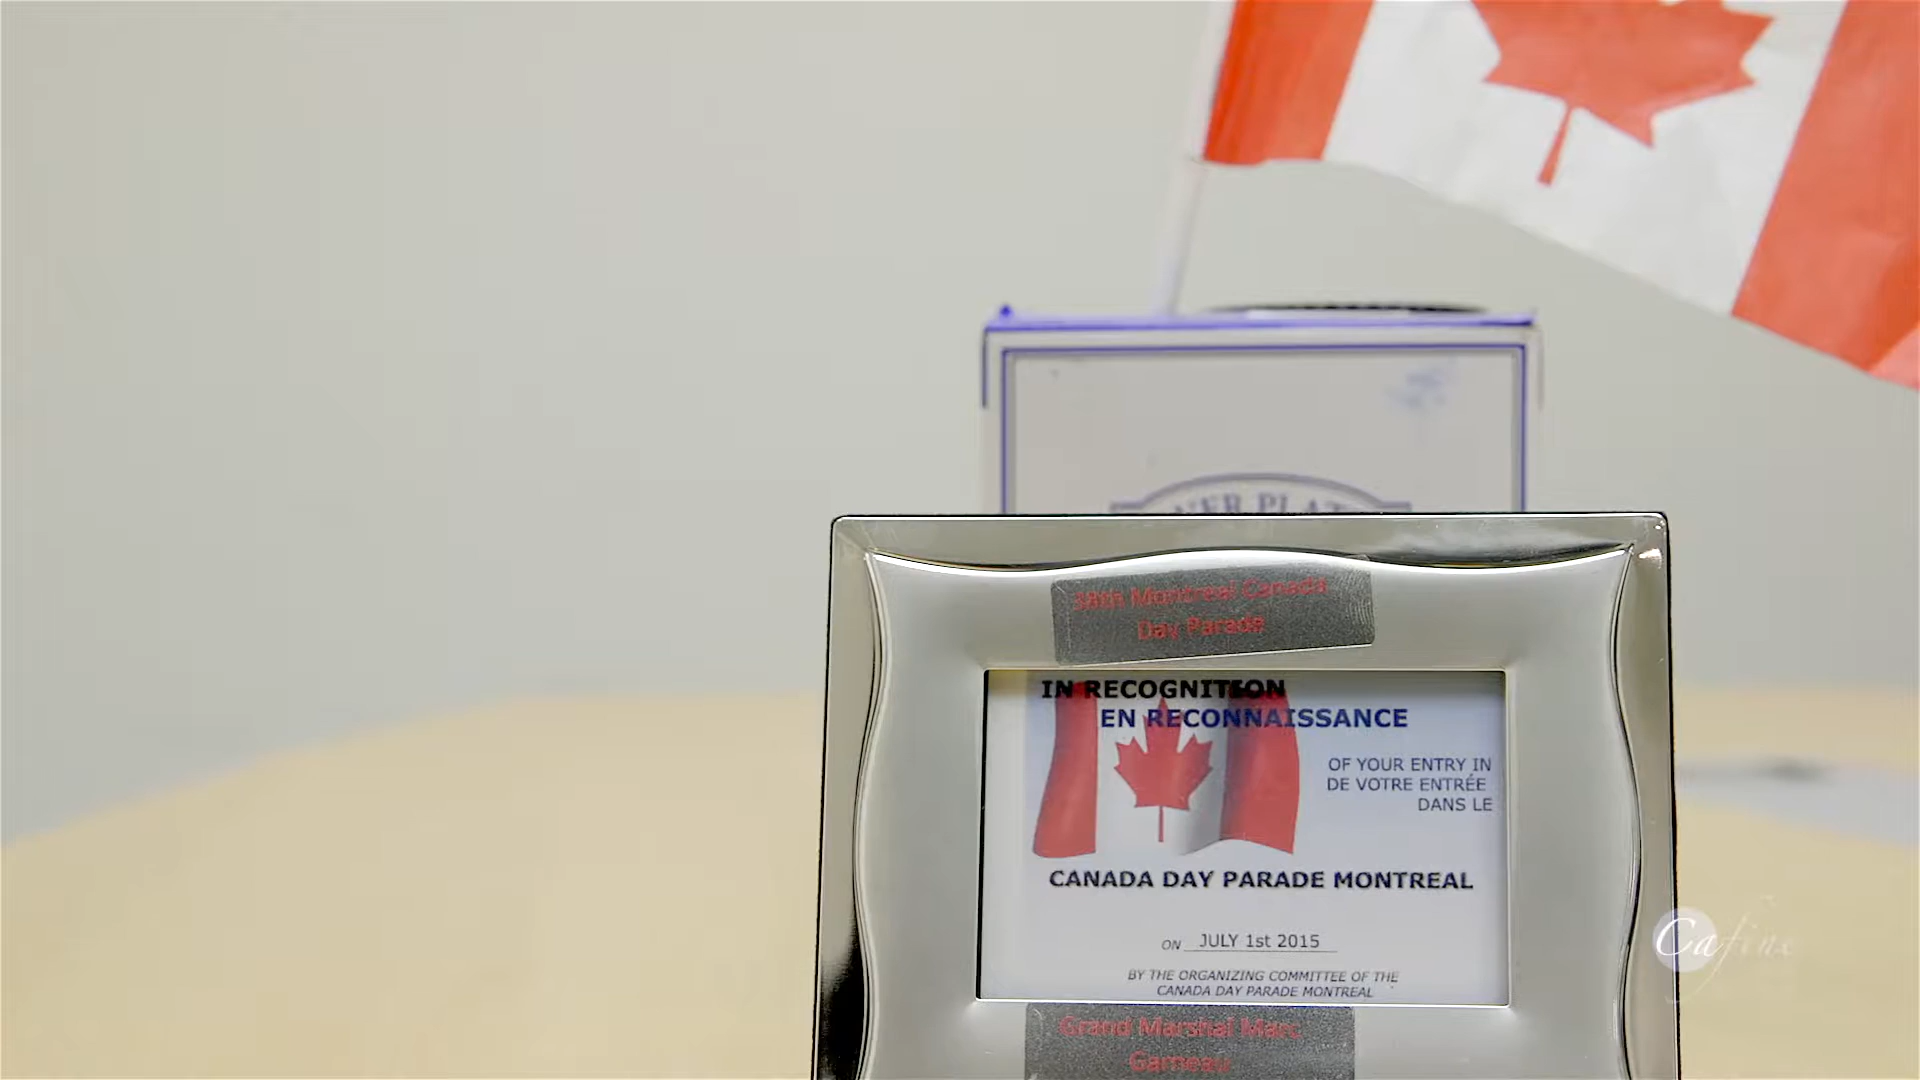 38th Montreal Canada
Day Parade
IN RECOGNITION
EN RECONNAISSANCE
OF YOUR ENTRY IN
DE VOTRE ENTRÉE
DANS LE
CANADA DAY PARADE MONTREAL
ON JULY 1st 2015
BY THE ORGANIZING COMMITTEE OF THE
CANADA DAY PARADE MONTREAL
Grand Marshal Marc
Garneau